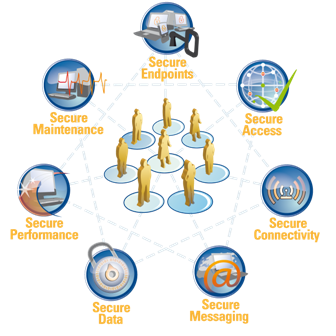 Secure
Endpoints
Secure
Maintenance
Secure
Access
Secure
Performance
Secure
Connectivity
Secure
Data
Secure
Messaging